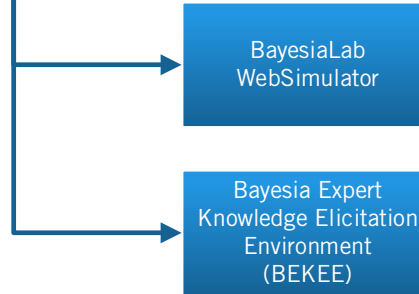 BayesiaLab
WebSimulator
Bayesia Expert
Knowledge Elicitation
Environment
(BEKEE)